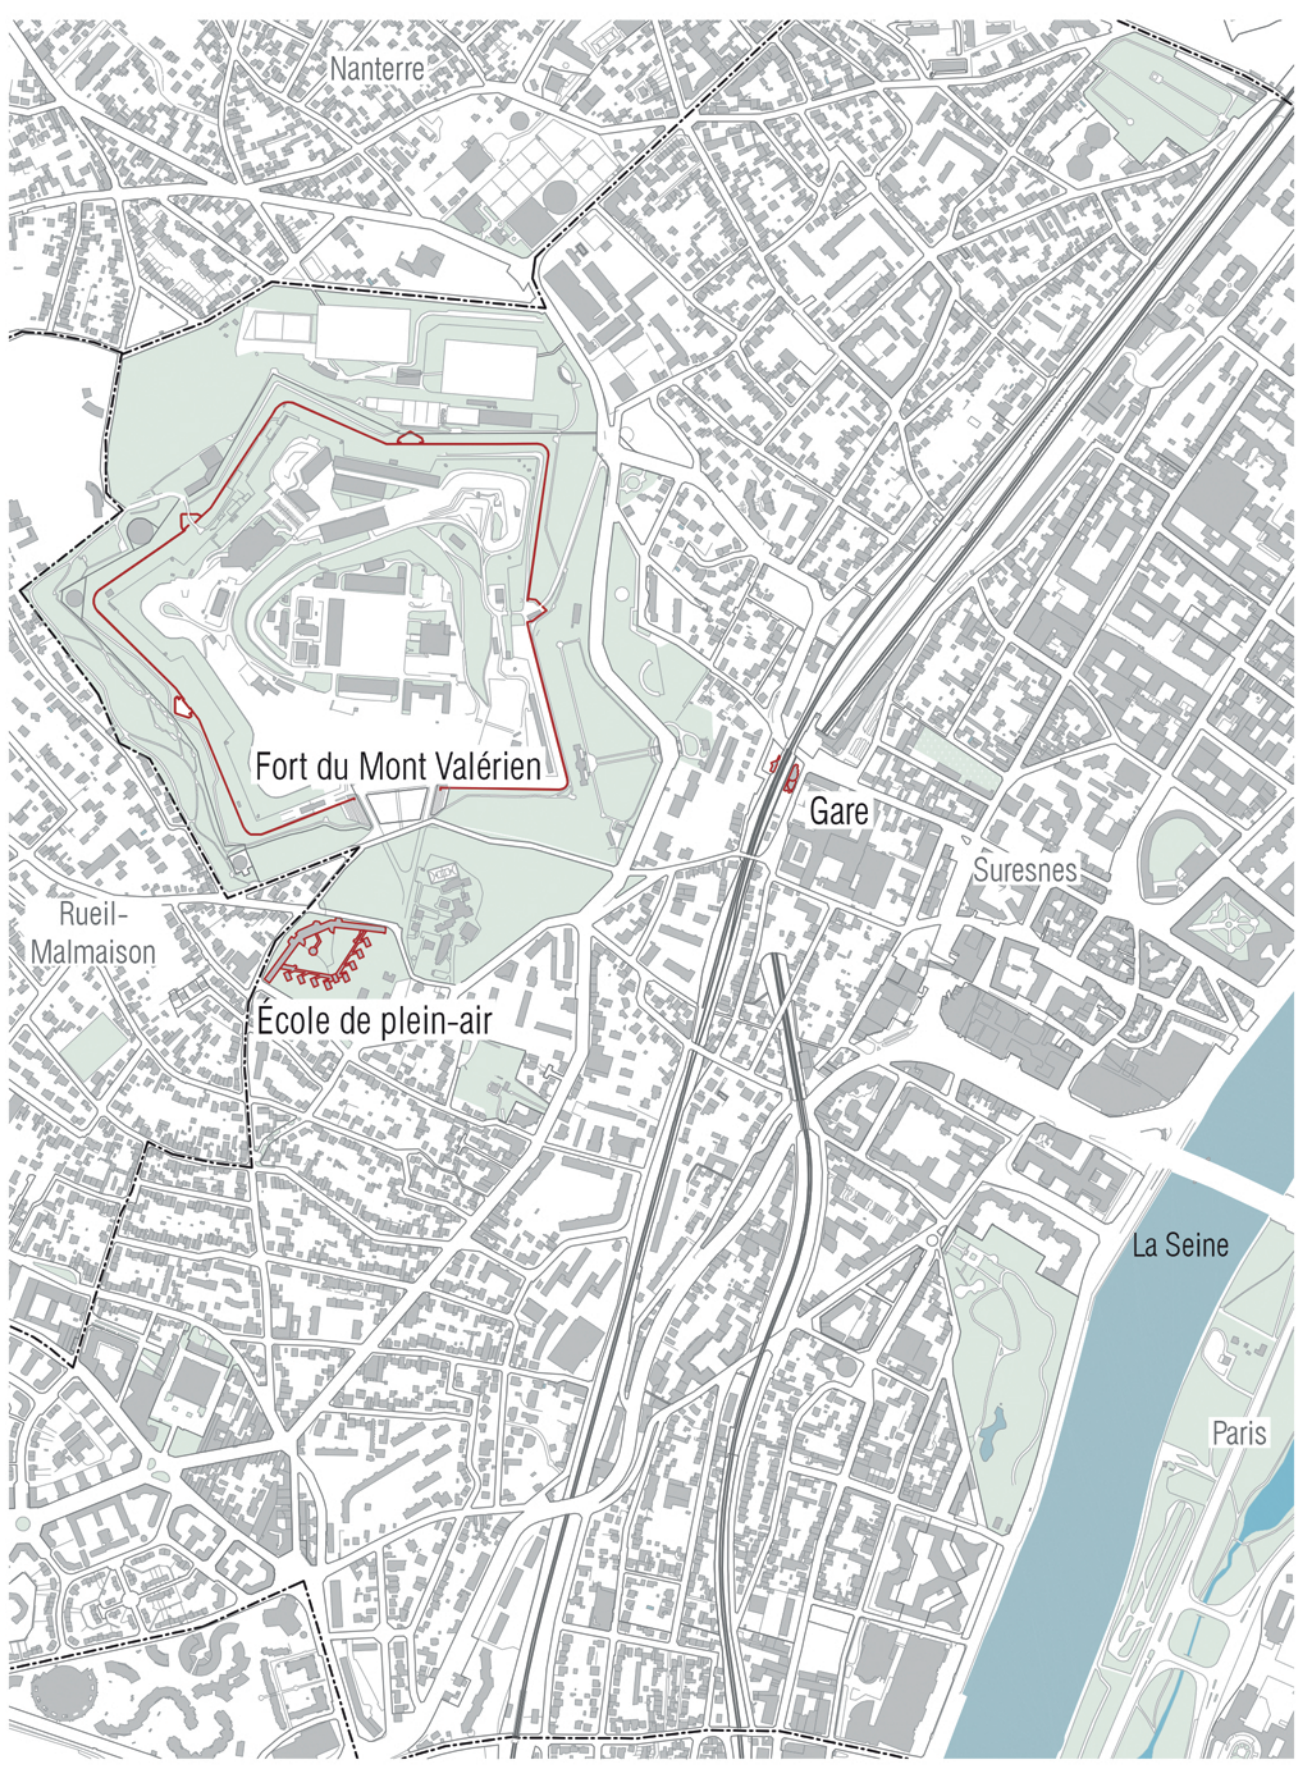 Nanterre
Fort du Mont Valérien
Gare
Suresnes
Rueil-
Malmaison
École de plein-air
La Seine
Paris